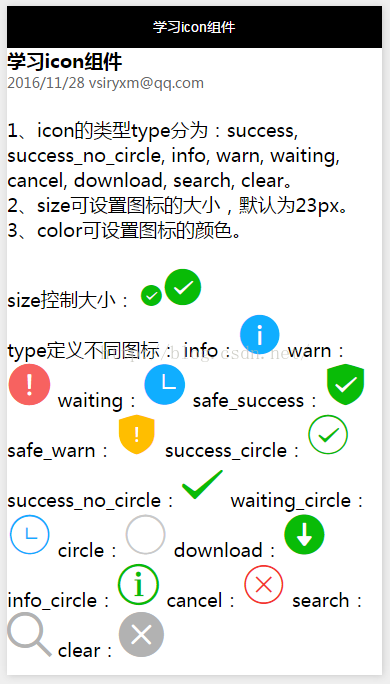 学习icon组件
学习icon组件
2016/11/28 vsiryxm@qq.com
1、icon的类型type分为：success,
success_no_circle, info, warn, waiting,
cancel, download, search, clear。
2、size可设置图标的大小，默认为23px。
3、color可设置图标的颜色。
size控制大小：
type定义不同图标： info： warn：
waiting： safe_success：
safe_warn： success_circle：
success_no_circle： waiting_circle：
circle： download：
info_circle： cancel： search：
clear：